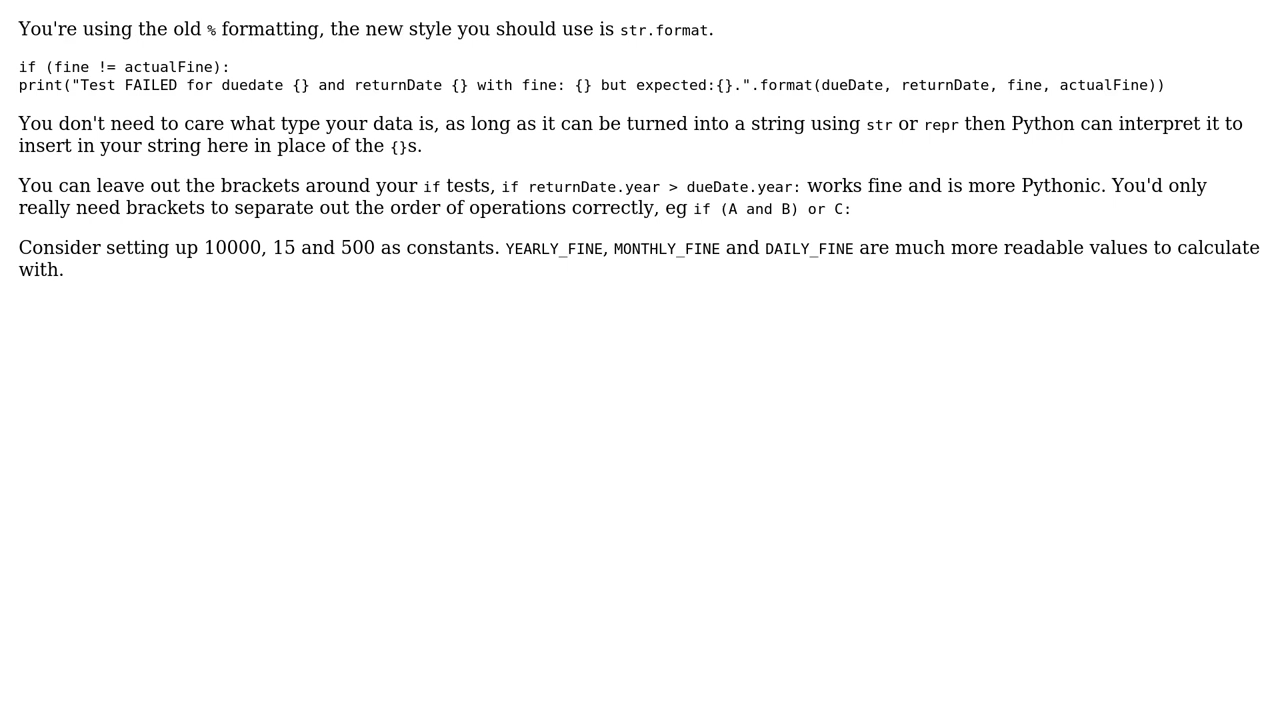 You're using the old % formatting, the new style you should use is str.format.
if (fine != actualFine):
print("Test FAILED for duedate {} and returnDate {} with fine: {} but expected:{}.".format(dueDate, returnDate, fine, actualFine))
You don't need to care what type your data is, as long as it can be turned into a string using str or repr then Python can interpret it to
insert in your string here in place of the {}s.
You can leave out the brackets around your if tests, if returnDate.year > dueDate.year: works fine and is more Pythonic. You'd only
really need brackets to separate out the order of operations correctly, eg if (A and B) or C:
Consider setting up 10000, 15 and 500 as constants. YEARLY_FINE, MONTHLY_FINE and DAILY_FINE are much more readable values to calculate
with.